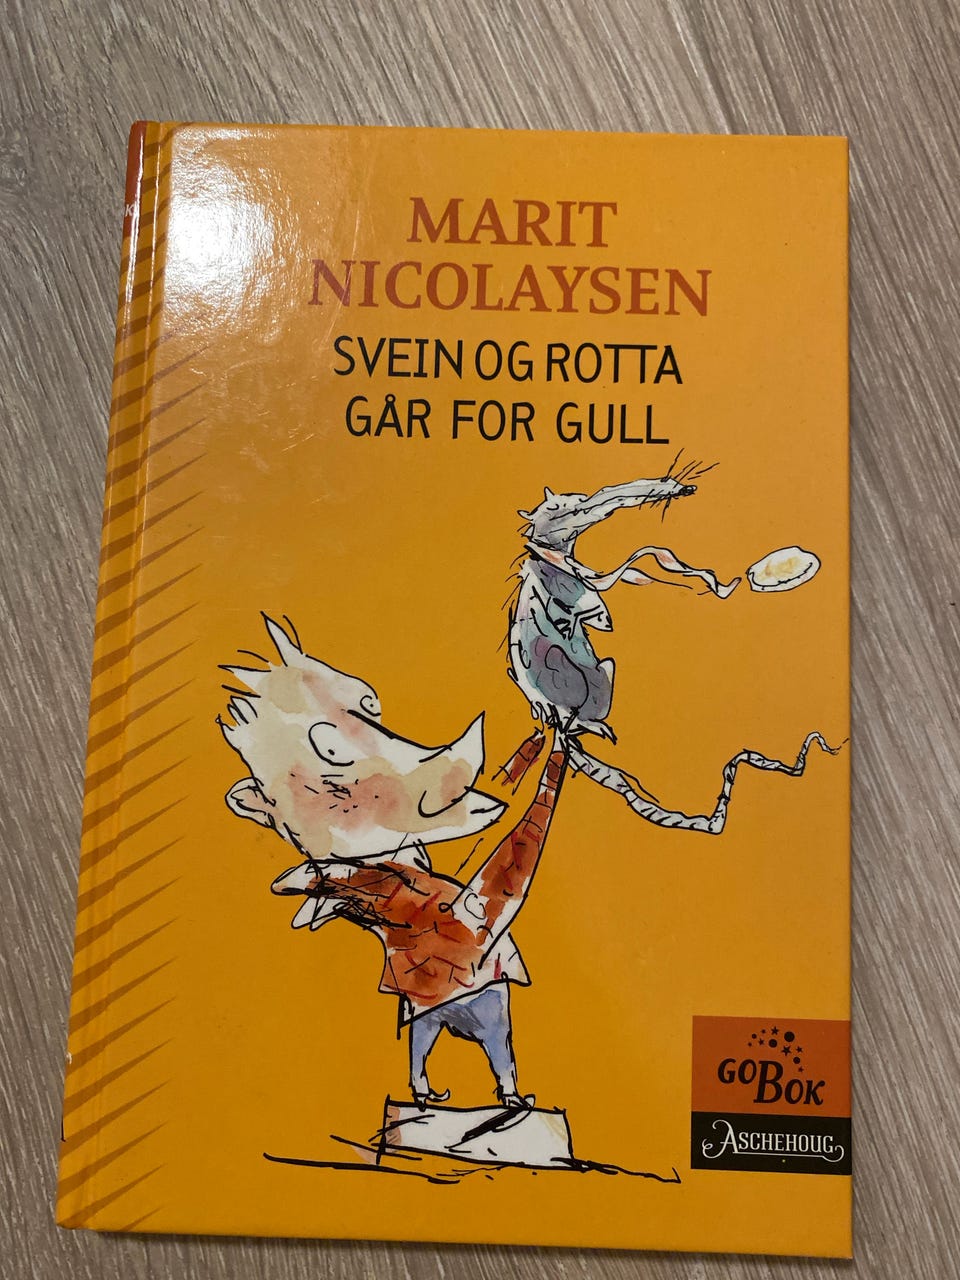 MARIT
NICOLAYSEN
SVEIN OG ROTTA
GÅR FOR GULL
GO BOK
ASCHEHOUG